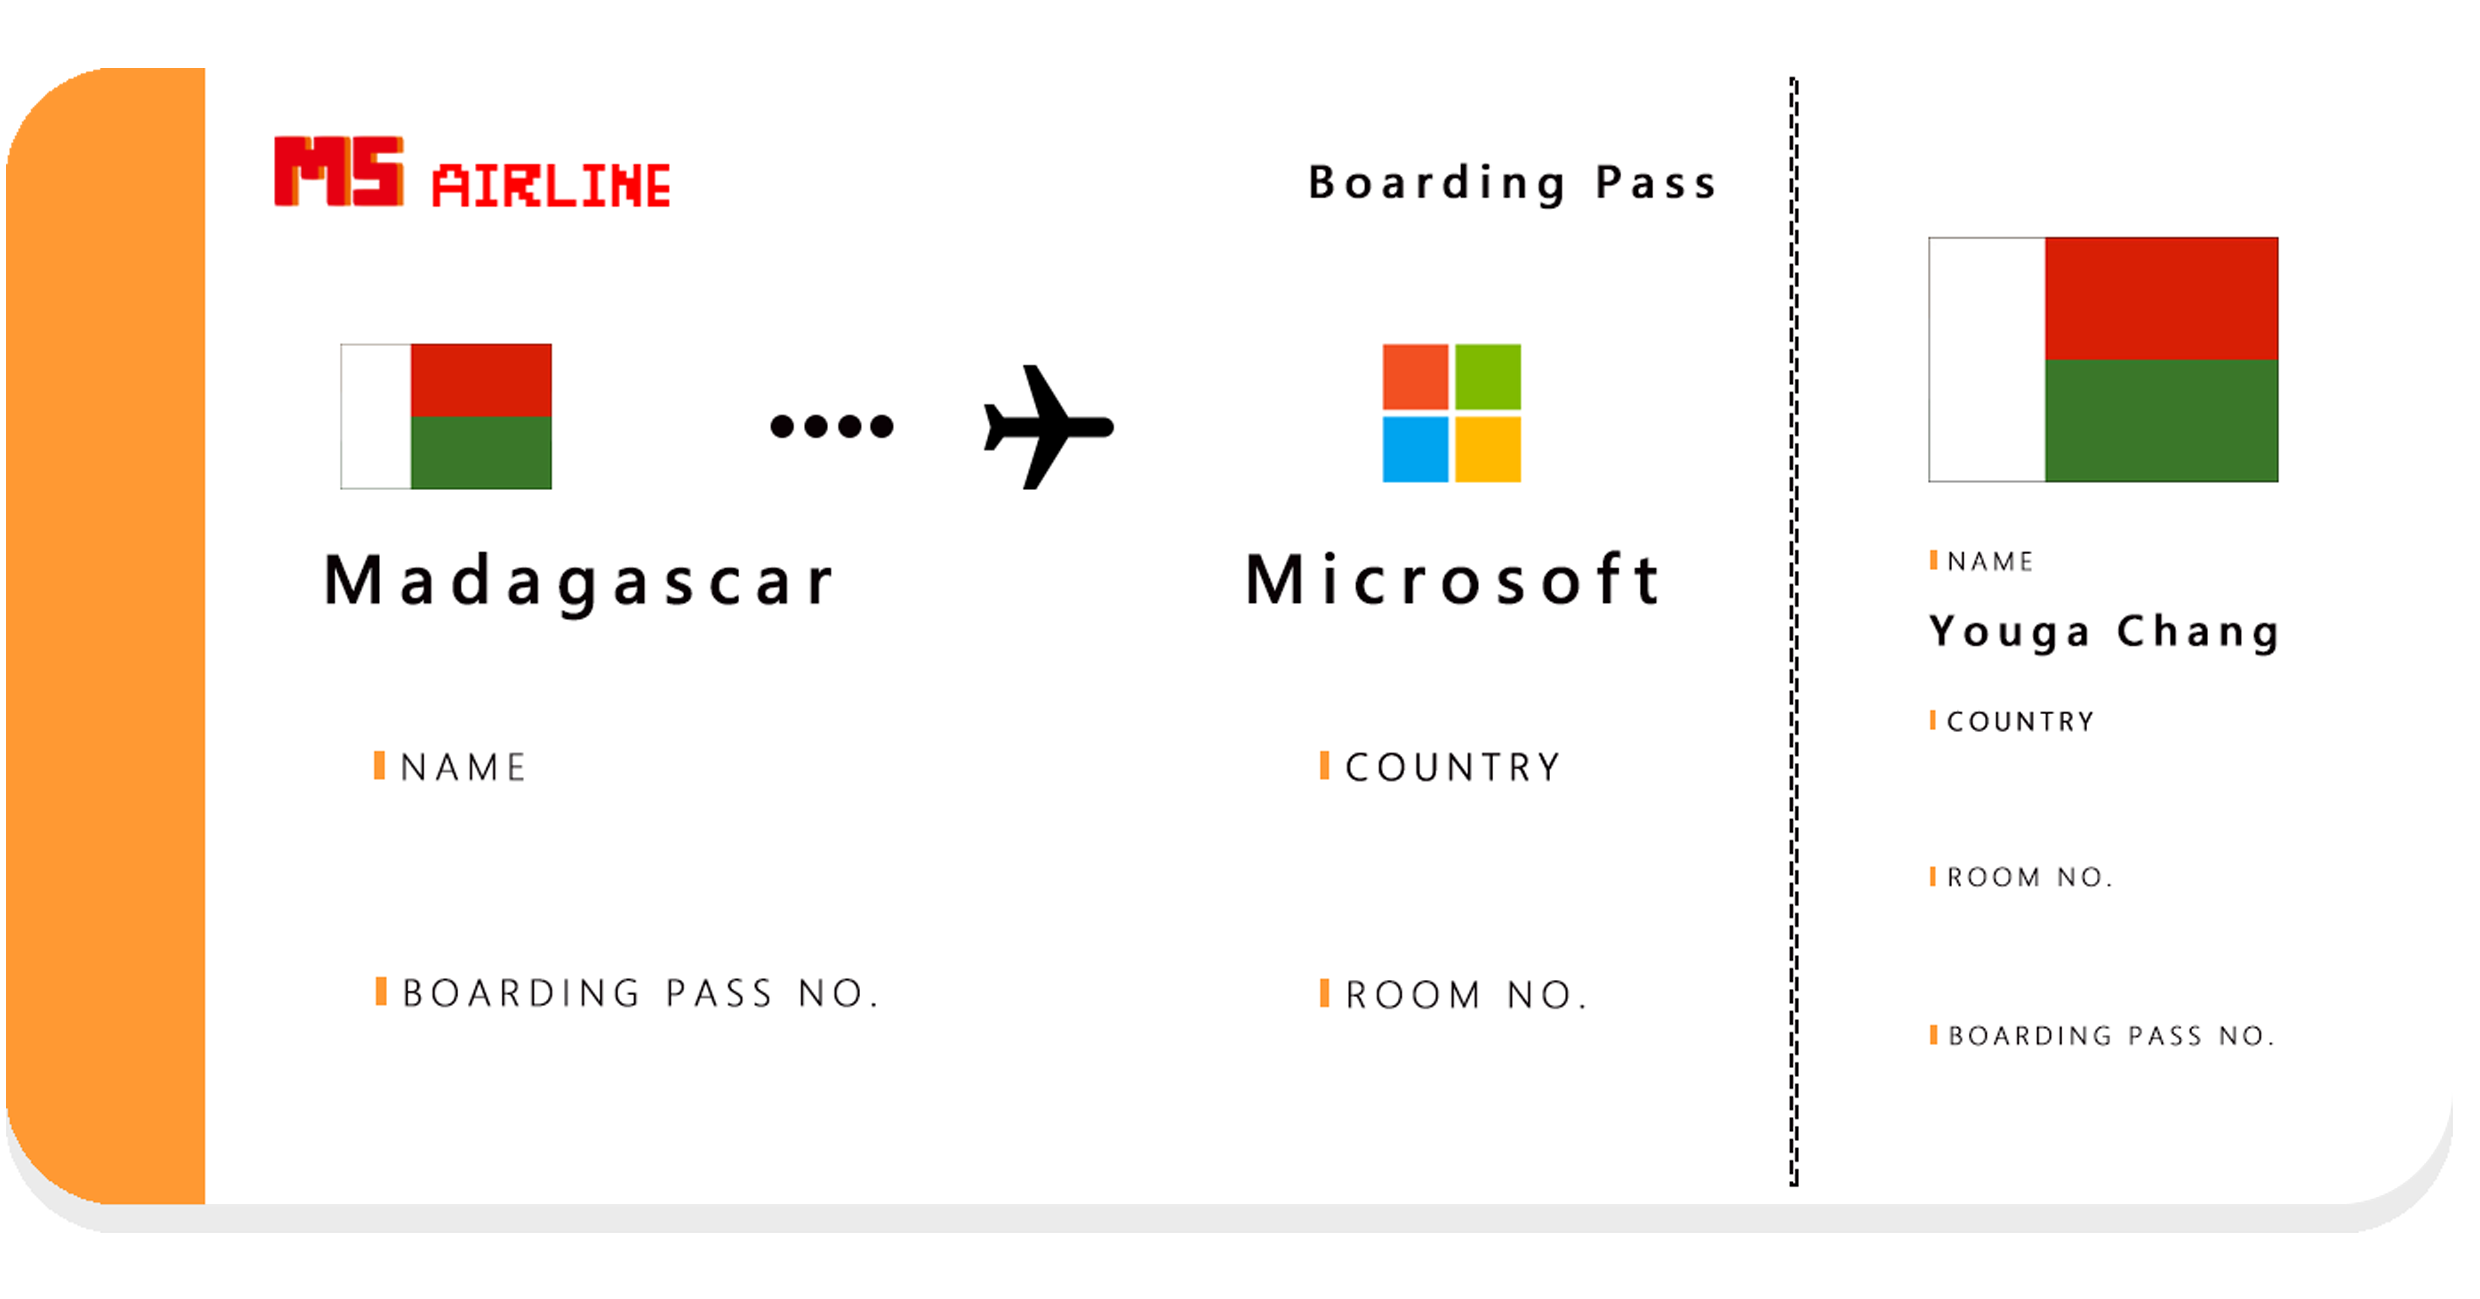 MS AIRLINE
Boarding Pass
Madagascar
Microsoft
NAME
COUNTRY
BOARDING PASS NO.
ROOM NO.
NAME
Youga Chang
COUNTRY
ROOM NO.
BOARDING PASS NO.